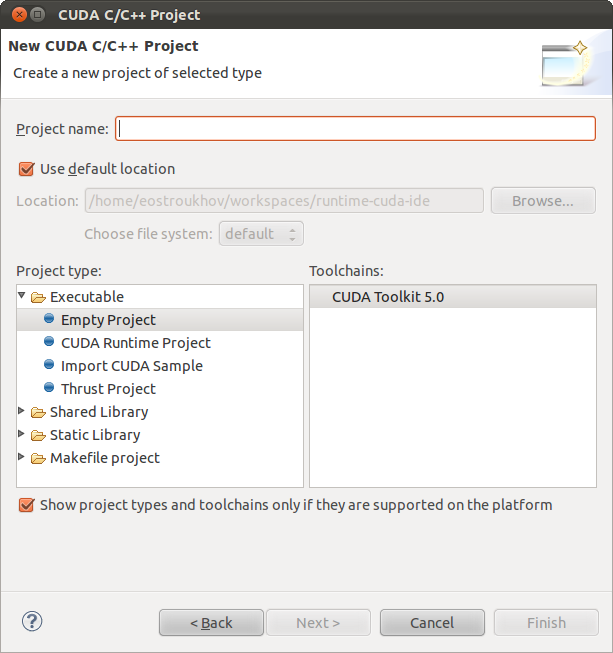 CUDA C/C++ Project
New CUDA C/C++ Project
Create a new project of selected type
Project name:
Use default location
Location: /home/eostroukhov/workspaces/runtime-cuda-ide Browse...
Choose file system: default
Project type: Toolchains:
Executable CUDA Toolkit 5.0
Empty Project
CUDA Runtime Project
Import CUDA Sample
Thrust Project
Shared Library
Static Library
Makefile project
Show project types and toolchains only if they are supported on the platform
? < Back Next > Cancel Finish